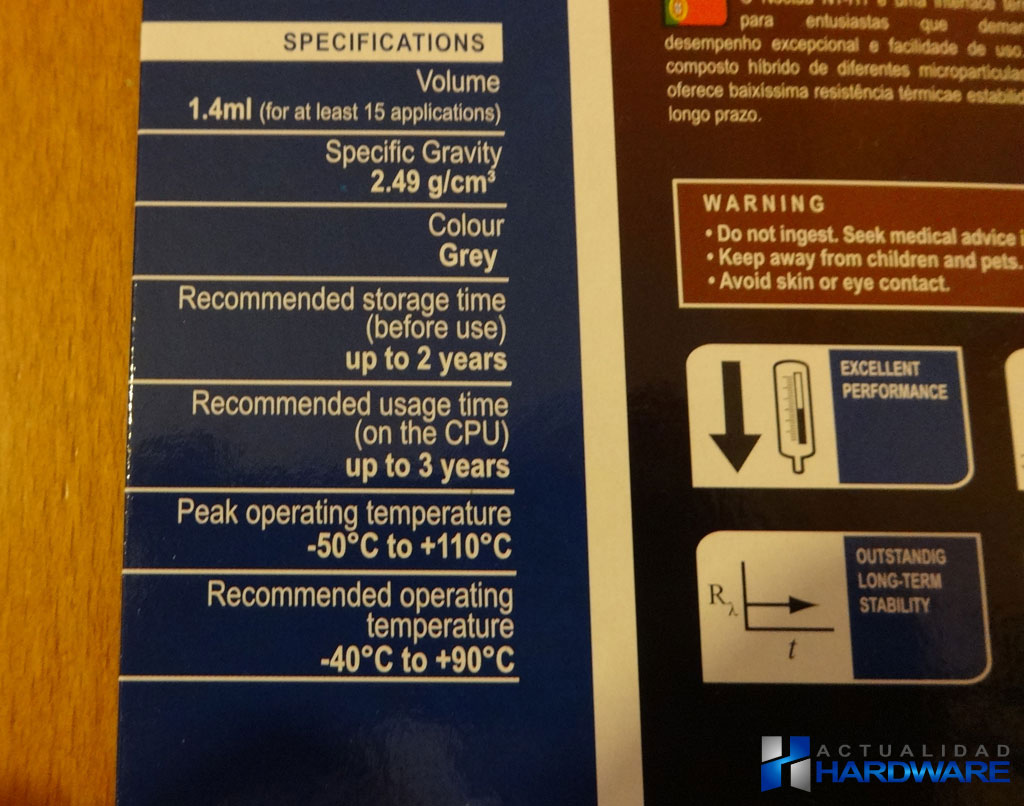 SPECIFICATIONS
Volume
1.4ml (for at least 15 applications)
Specific Gravity
2.49 g/cm³
Colour
Grey
Recommended storage time
(before use)
up to 2 years
Recommended usage time
(on the CPU)
up to 3 years
Peak operating temperature
-50°C to +110°C
Recommended operating
temperature
-40°C to +90°C
para entusiastas que
desempenho excepcional e facilidade de uso
composto híbrido de diferentes
oferece baixíssima resistência térmicae
longo prazo.
WARNING
• Do not ingest. Seek medical advice
• Keep away from children and pets.
• Avoid skin or eye contact.
EXCELLENT
PERFORMANCE
OUTSTANDIG
LONG-TERM
STABILITY
Rλ
t
ACTUALIDAD
HARDWARE